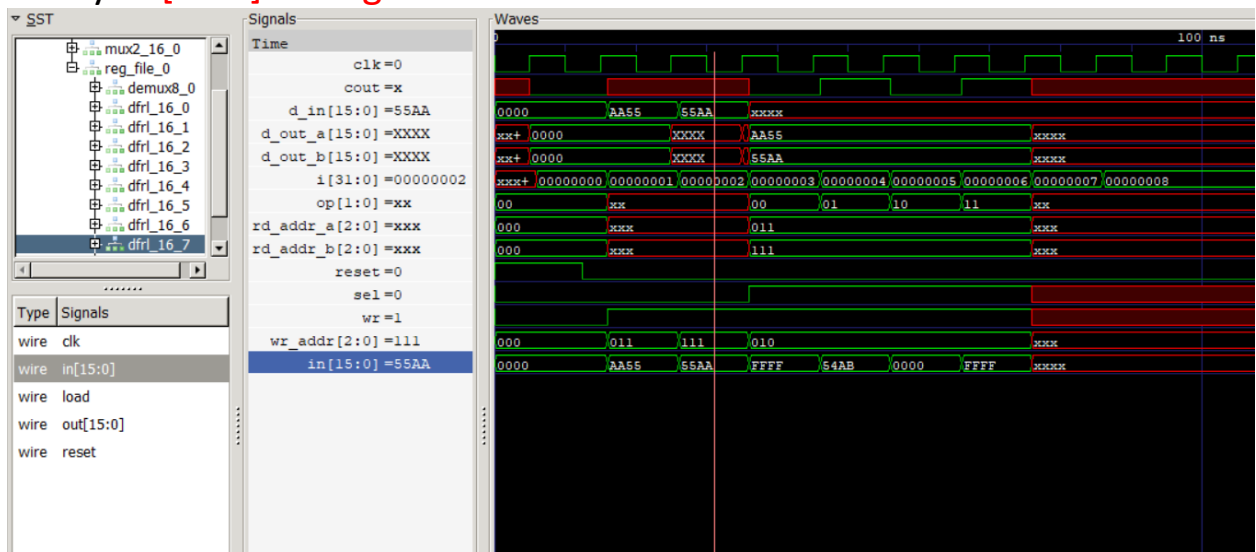 SST
mux2_16_0
reg_file_0
demux8_0
dfrl_16_0
dfrl_16_1
dfrl_16_2
dfrl_16_3
dfrl_16_4
dfrl_16_5
dfrl_16_6
dfrl_16_7
Type Signals
wire clk
wire in[15:0]
wire load
wire out[15:0]
wire reset
Signals
Time
clk=0
cout=x
d_in[15:0]=55AA
d_out_a[15:0]=XXXX
d_out_b[15:0]=XXXX
i[31:0]=00000002
op[1:0]=xx
rd_addr_a[2:0]=xxx
rd_addr_b[2:0]=xxx
reset=0
sel=0
wr=1
wr_addr[2:0]=111
in[15:0]=55AA
Waves
100 ns
0000 AA55 55AA xxxx
xx+ 0000 XXXX AA55 xxxx
xx+ 0000 XXXX 55AA xxxx
xxx+ 00000000 00000001 00000002 00000003 00000004 00000005 00000006 00000007 00000008
00 xx 00 01 10 11 xx
000 xxx 011 xxx
000 xxx 111 xxx
000 011 111 010 xxx
0000 AA55 55AA FFFF 54AB 0000 FFFF xxxx